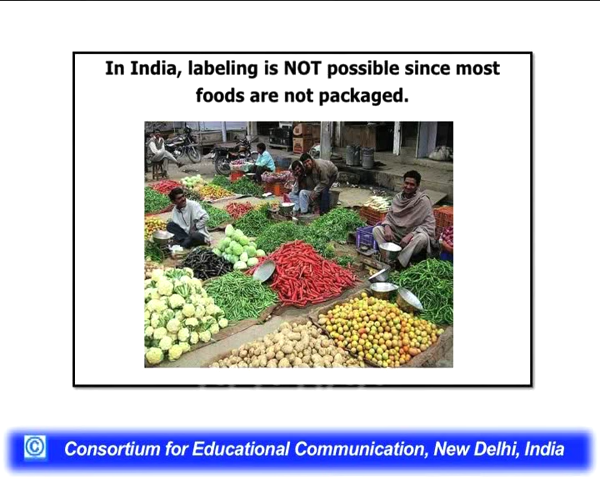 In India, labeling is NOT possible since most
foods are not packaged.
© Consortium for Educational Communication, New Delhi, India